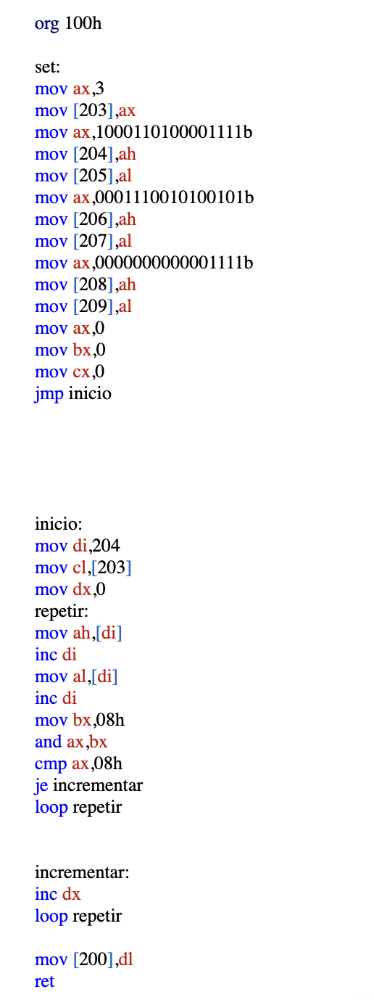 org 100h
set:
mov ax,3
mov [203],ax
mov ax,1000110100001111b
mov [204],ah
mov [205],al
mov ax,0001110010100101b
mov [206],ah
mov [207],al
mov ax,0000000000001111b
mov [208],ah
mov [209],al
mov ax,0
mov bx,0
mov cx,0
jmp inicio
inicio:
mov di,204
mov cl,[203]
mov dx,0
repetir:
mov ah,[di]
inc di
mov al,[di]
inc di
mov bx,08h
and ax,bx
cmp ax,08h
je incrementar
loop repetir
incrementar:
inc dx
loop repetir
mov [200],dl
ret